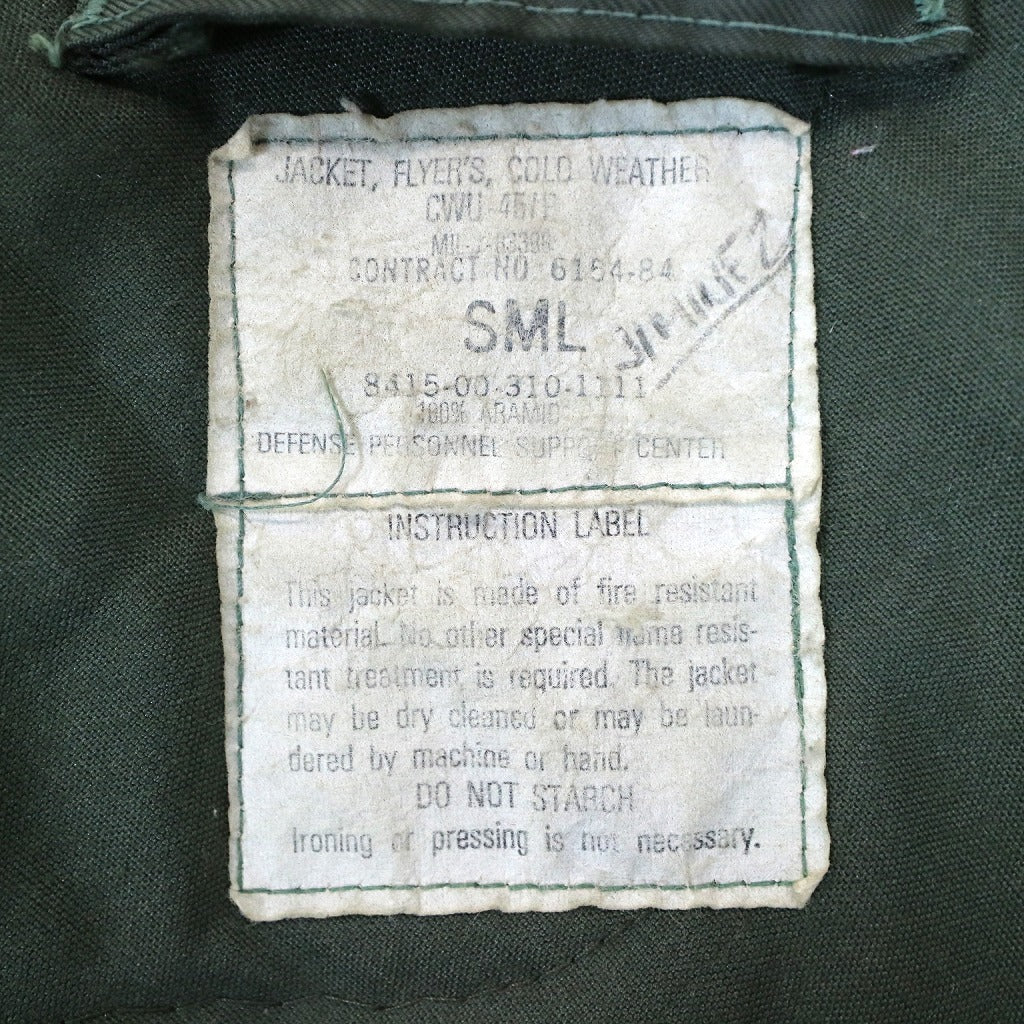 JACKET, FLYER'S, COLD WEATHER
CWU-45/P
CONTRACT NO 6154-84
SML
8415-00-310-1111
100% ARAMID
DEFENSE PERSONNEL SUPPORT CENTER
INSTRUCTION LABEL
This jacket is made of fire resistant
material. No other special flame resis-
tant treatment is required. The jacket
may be dry cleaned or may be laun-
dered by machine or hand.
DO NOT STARCH
Ironing or pressing is not necessary.